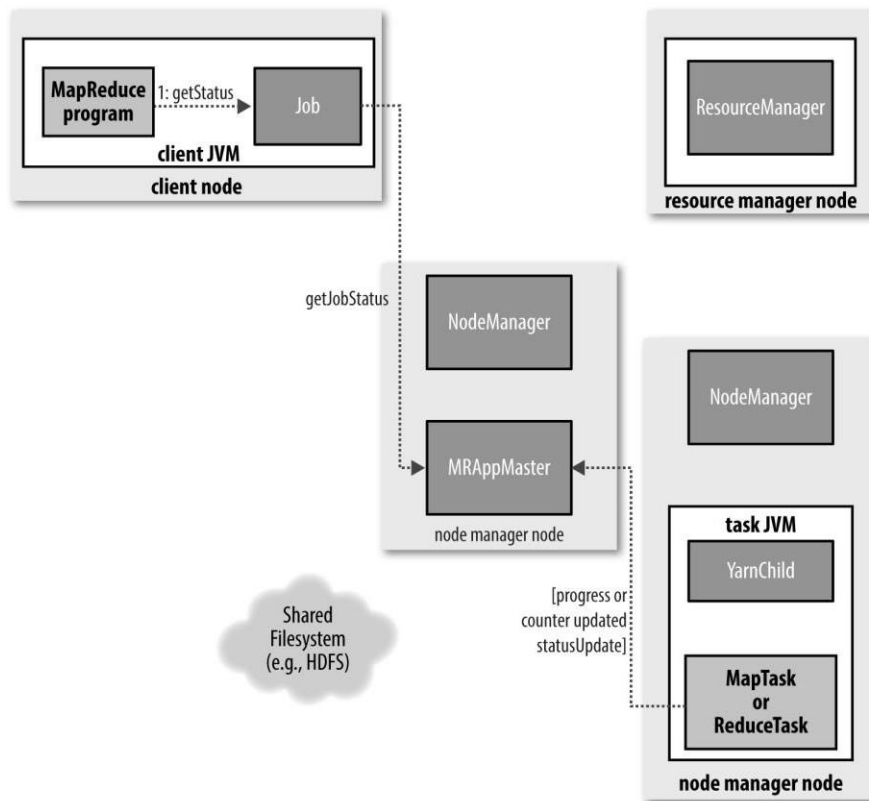 MapReduce
program
1: getStatus
Job
client JVM
client node
ResourceManager
resource manager node
getJobStatus
NodeManager
MRAppMaster
node manager node
NodeManager
task JVM
YarnChild
MapTask
or
ReduceTask
node manager node
[progress or
counter updated
statusUpdate]
Shared
Filesystem
(e.g., HDFS)